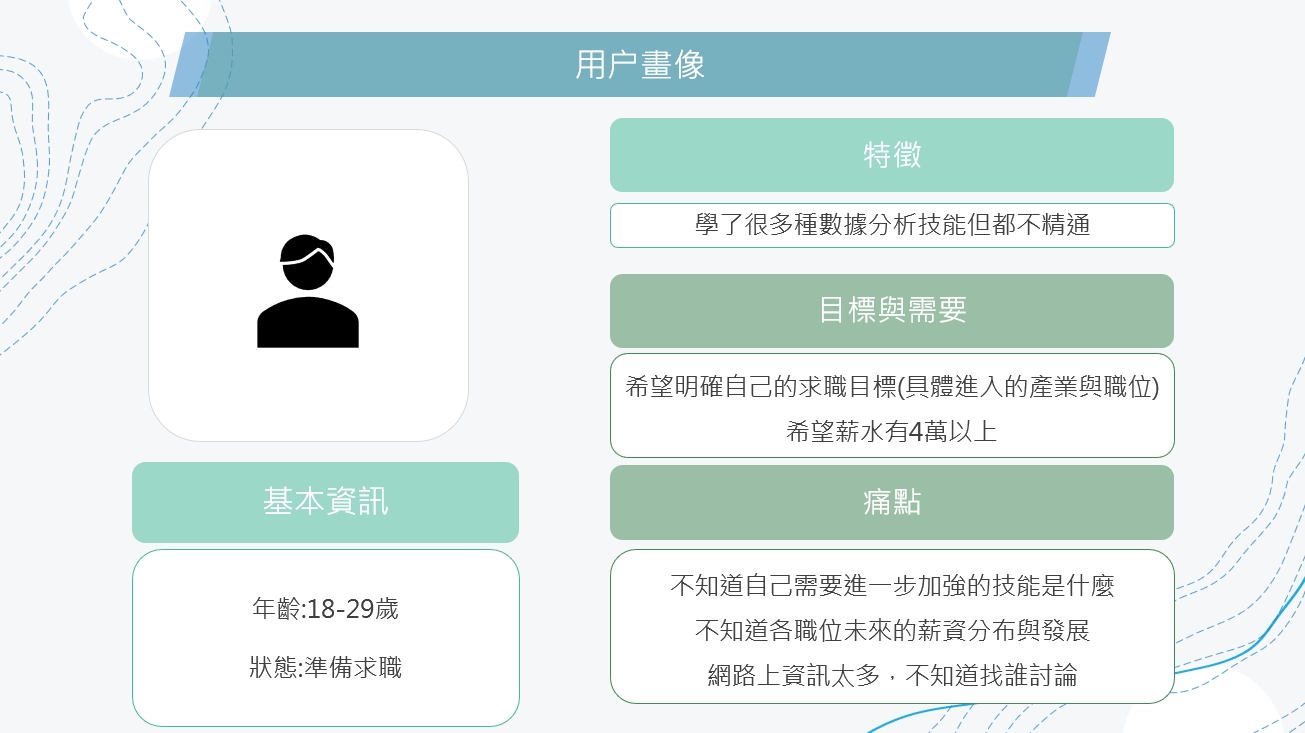 用户畫像
基本資訊
年齡:18-29歲
狀態:準備求職
特徵
學了很多種數據分析技能但都不精通
目標與需要
希望明確自己的求職目標(具體進入的產業與職位)
希望薪水有4萬以上
痛點
不知道自己需要進一步加強的技能是什麼
不知道各職位未來的薪資分布與發展
網路上資訊太多，不知道找誰討論